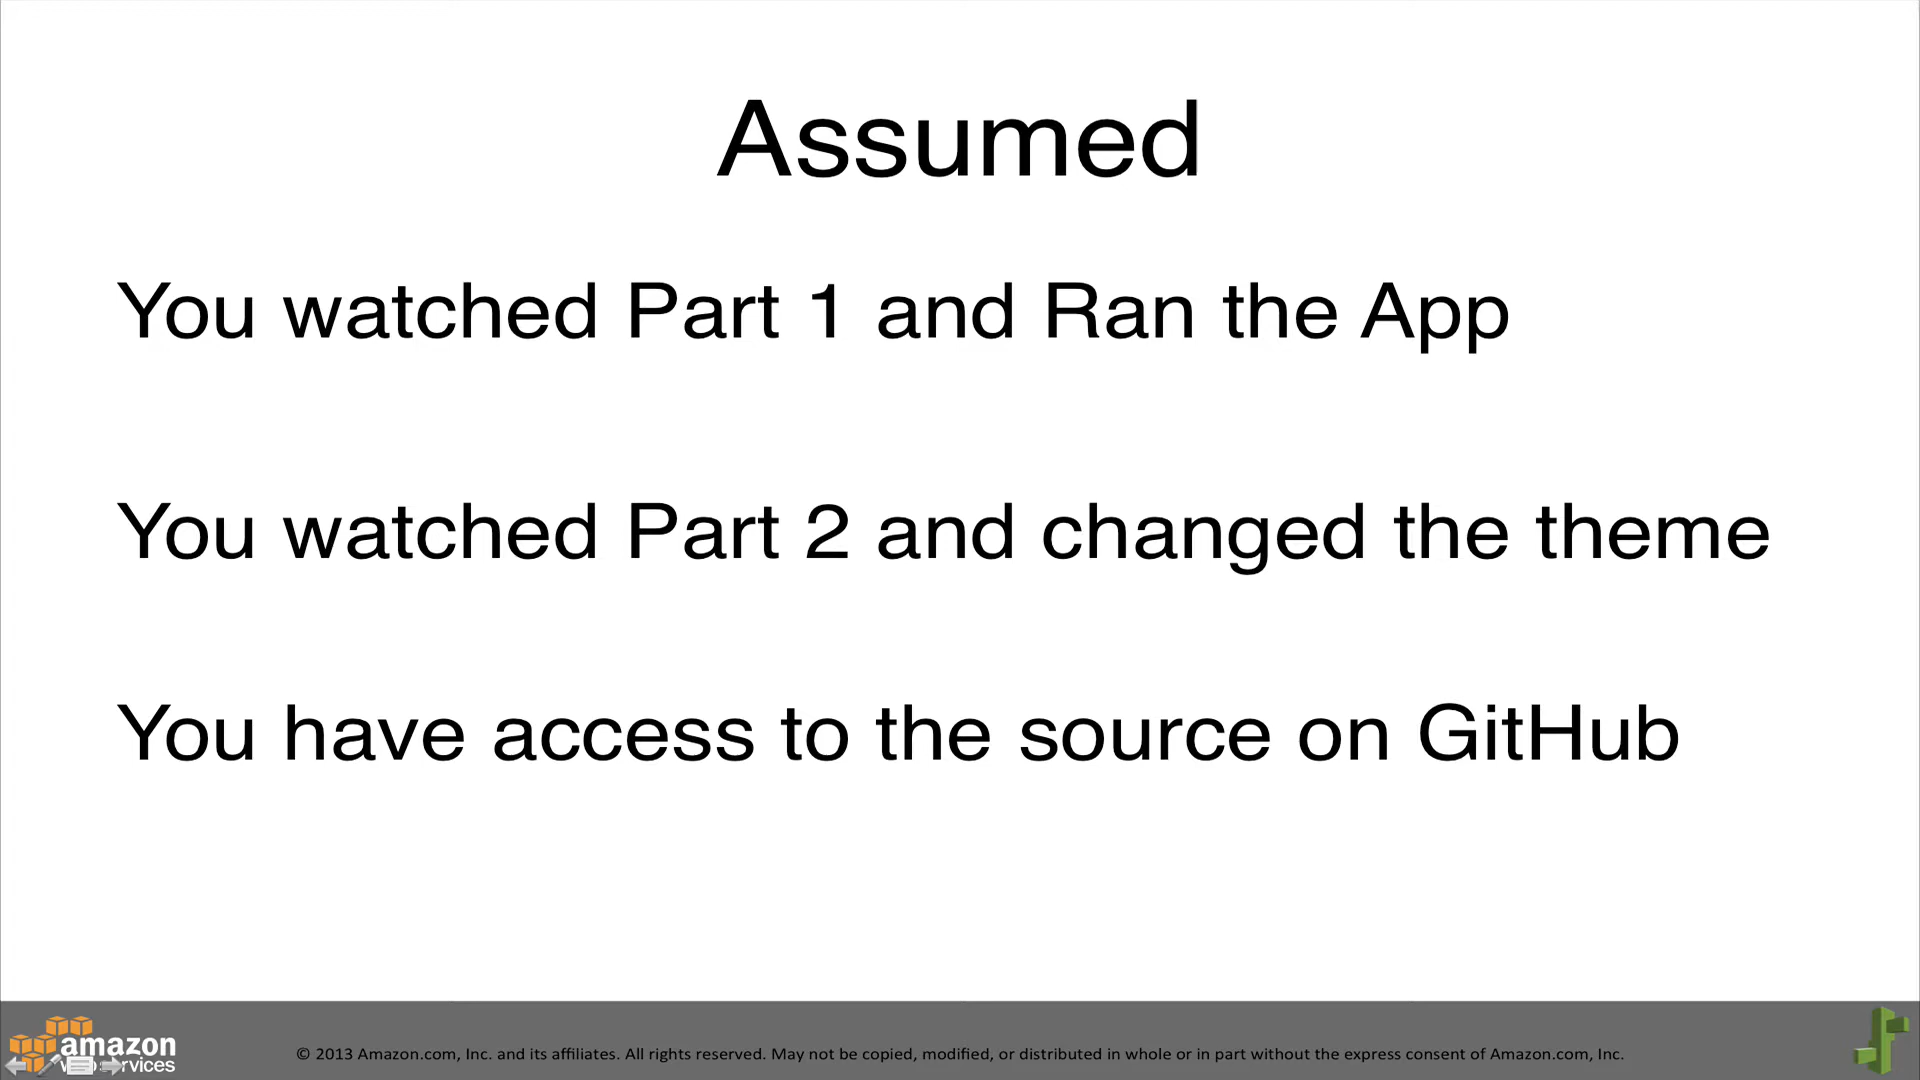 Assumed
You watched Part 1 and Ran the App
You watched Part 2 and changed the theme
You have access to the source on GitHub
amazon
© 2013 Amazon.com, Inc. and its affiliates. All rights reserved. May not be copied, modified, or distributed in whole or in part without the express consent of Amazon.com, Inc.